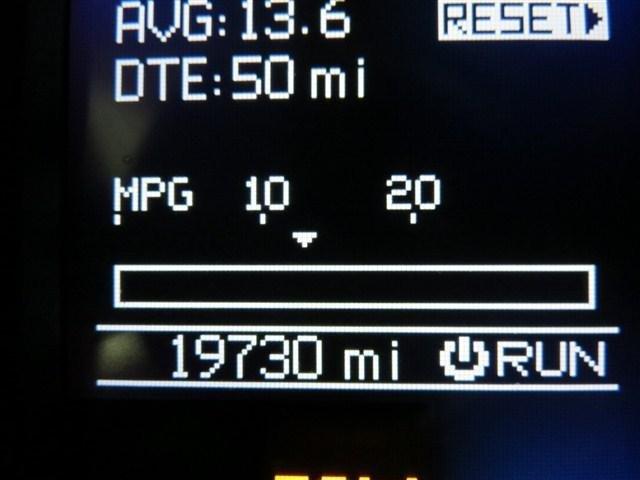 AVG:13.6 RESET
DTE:50 mi
MPG 10 20
19730 mi RUN